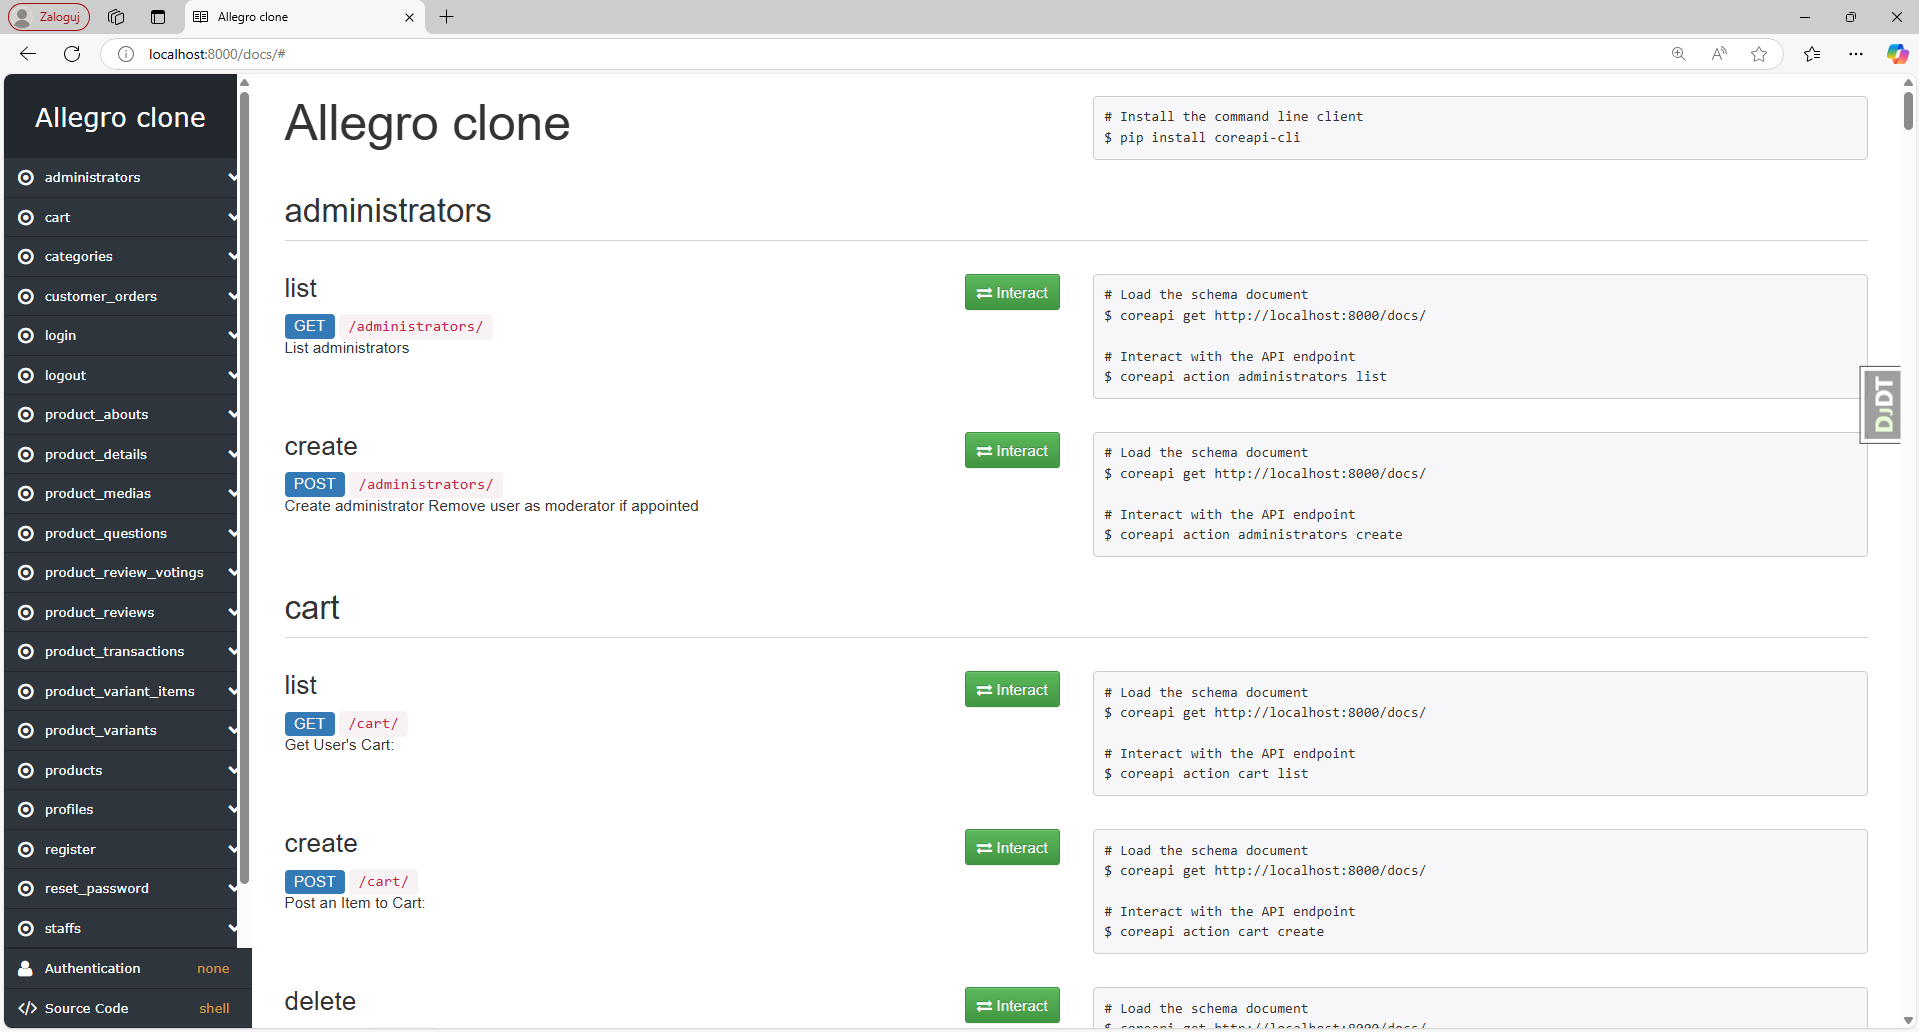 Zaloguj
Allegro clone
localhost:8000/docs/#
Allegro clone
administrators
cart
categories
customer_orders
login
logout
product_abouts
product_details
product_medias
product_questions
product_review_votings
product_reviews
product_transactions
product_variant_items
product_variants
products
profiles
register
reset_password
staffs
Authentication none
Source Code shell
Allegro clone
# Install the command line client
$ pip install coreapi-cli
administrators
list
Interact
GET /administrators/
List administrators
# Load the schema document
$ coreapi get http://localhost:8000/docs/
# Interact with the API endpoint
$ coreapi action administrators list
create
Interact
POST /administrators/
Create administrator Remove user as moderator if appointed
# Load the schema document
$ coreapi get http://localhost:8000/docs/
# Interact with the API endpoint
$ coreapi action administrators create
cart
list
Interact
GET /cart/
Get User's Cart:
# Load the schema document
$ coreapi get http://localhost:8000/docs/
# Interact with the API endpoint
$ coreapi action cart list
create
Interact
POST /cart/
Post an Item to Cart:
# Load the schema document
$ coreapi get http://localhost:8000/docs/
# Interact with the API endpoint
$ coreapi action cart create
delete
Interact
# Load the schema document
$ coreapi get http://localhost:8000/docs/
DjDT